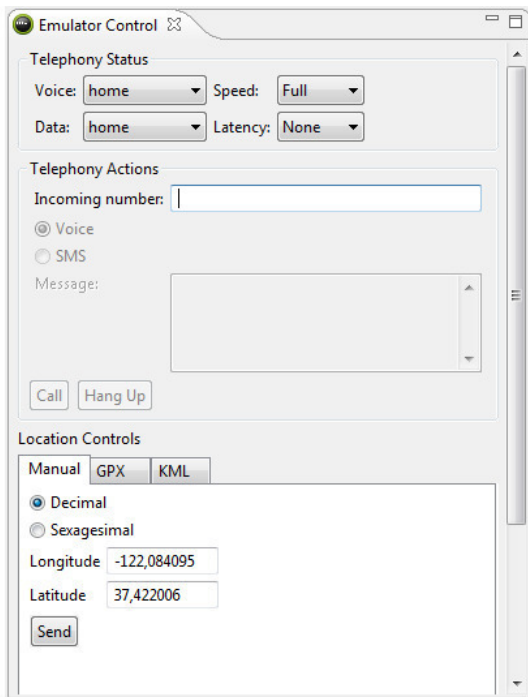 Emulator Control
Telephony Status
Voice: home Speed: Full
Data: home Latency: None
Telephony Actions
Incoming number:
Voice
SMS
Message:
Call Hang Up
Location Controls
Manual GPX KML
Decimal
Sexagesimal
Longitude -122,084095
Latitude 37,422006
Send